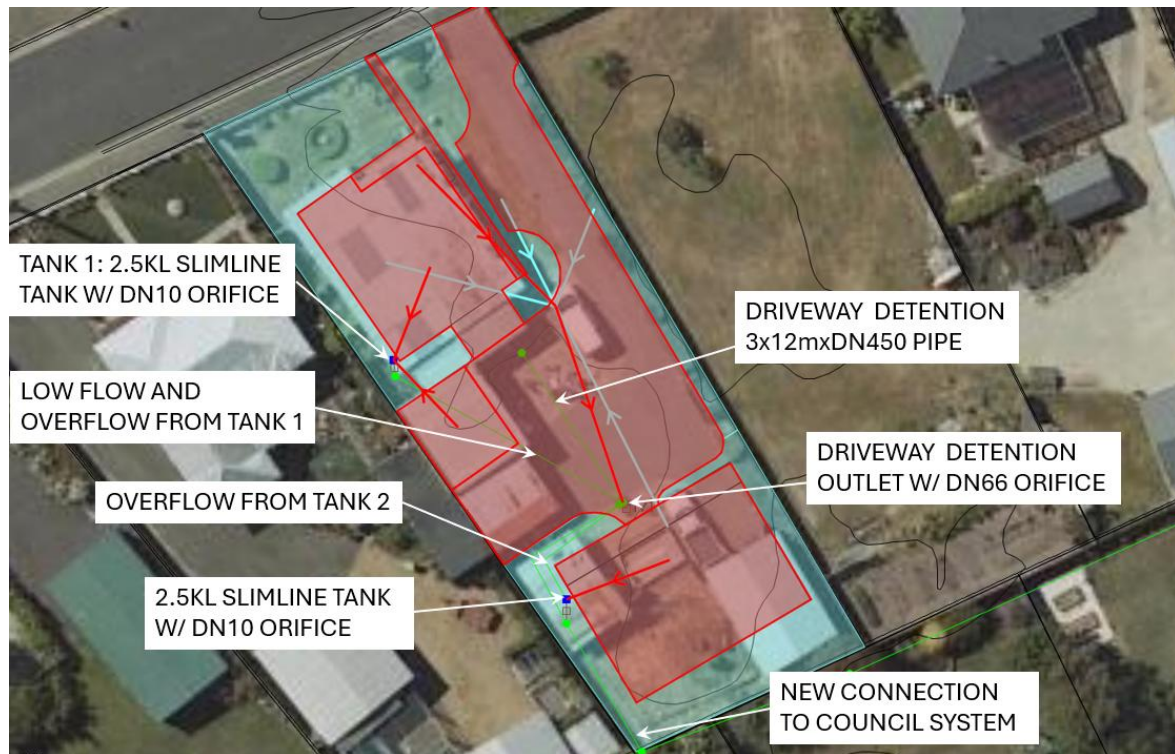 TANK 1: 2.5KL SLIMLINE
TANK W/ DN10 ORIFICE
DRIVEWAY DETENTION
3x12mxDN450 PIPE
LOW FLOW AND
OVERFLOW FROM TANK 1
DRIVEWAY DETENTION
OUTLET W/ DN66 ORIFICE
OVERFLOW FROM TANK 2
2.5KL SLIMLINE TANK
W/ DN10 ORIFICE
NEW CONNECTION
TO COUNCIL SYSTEM